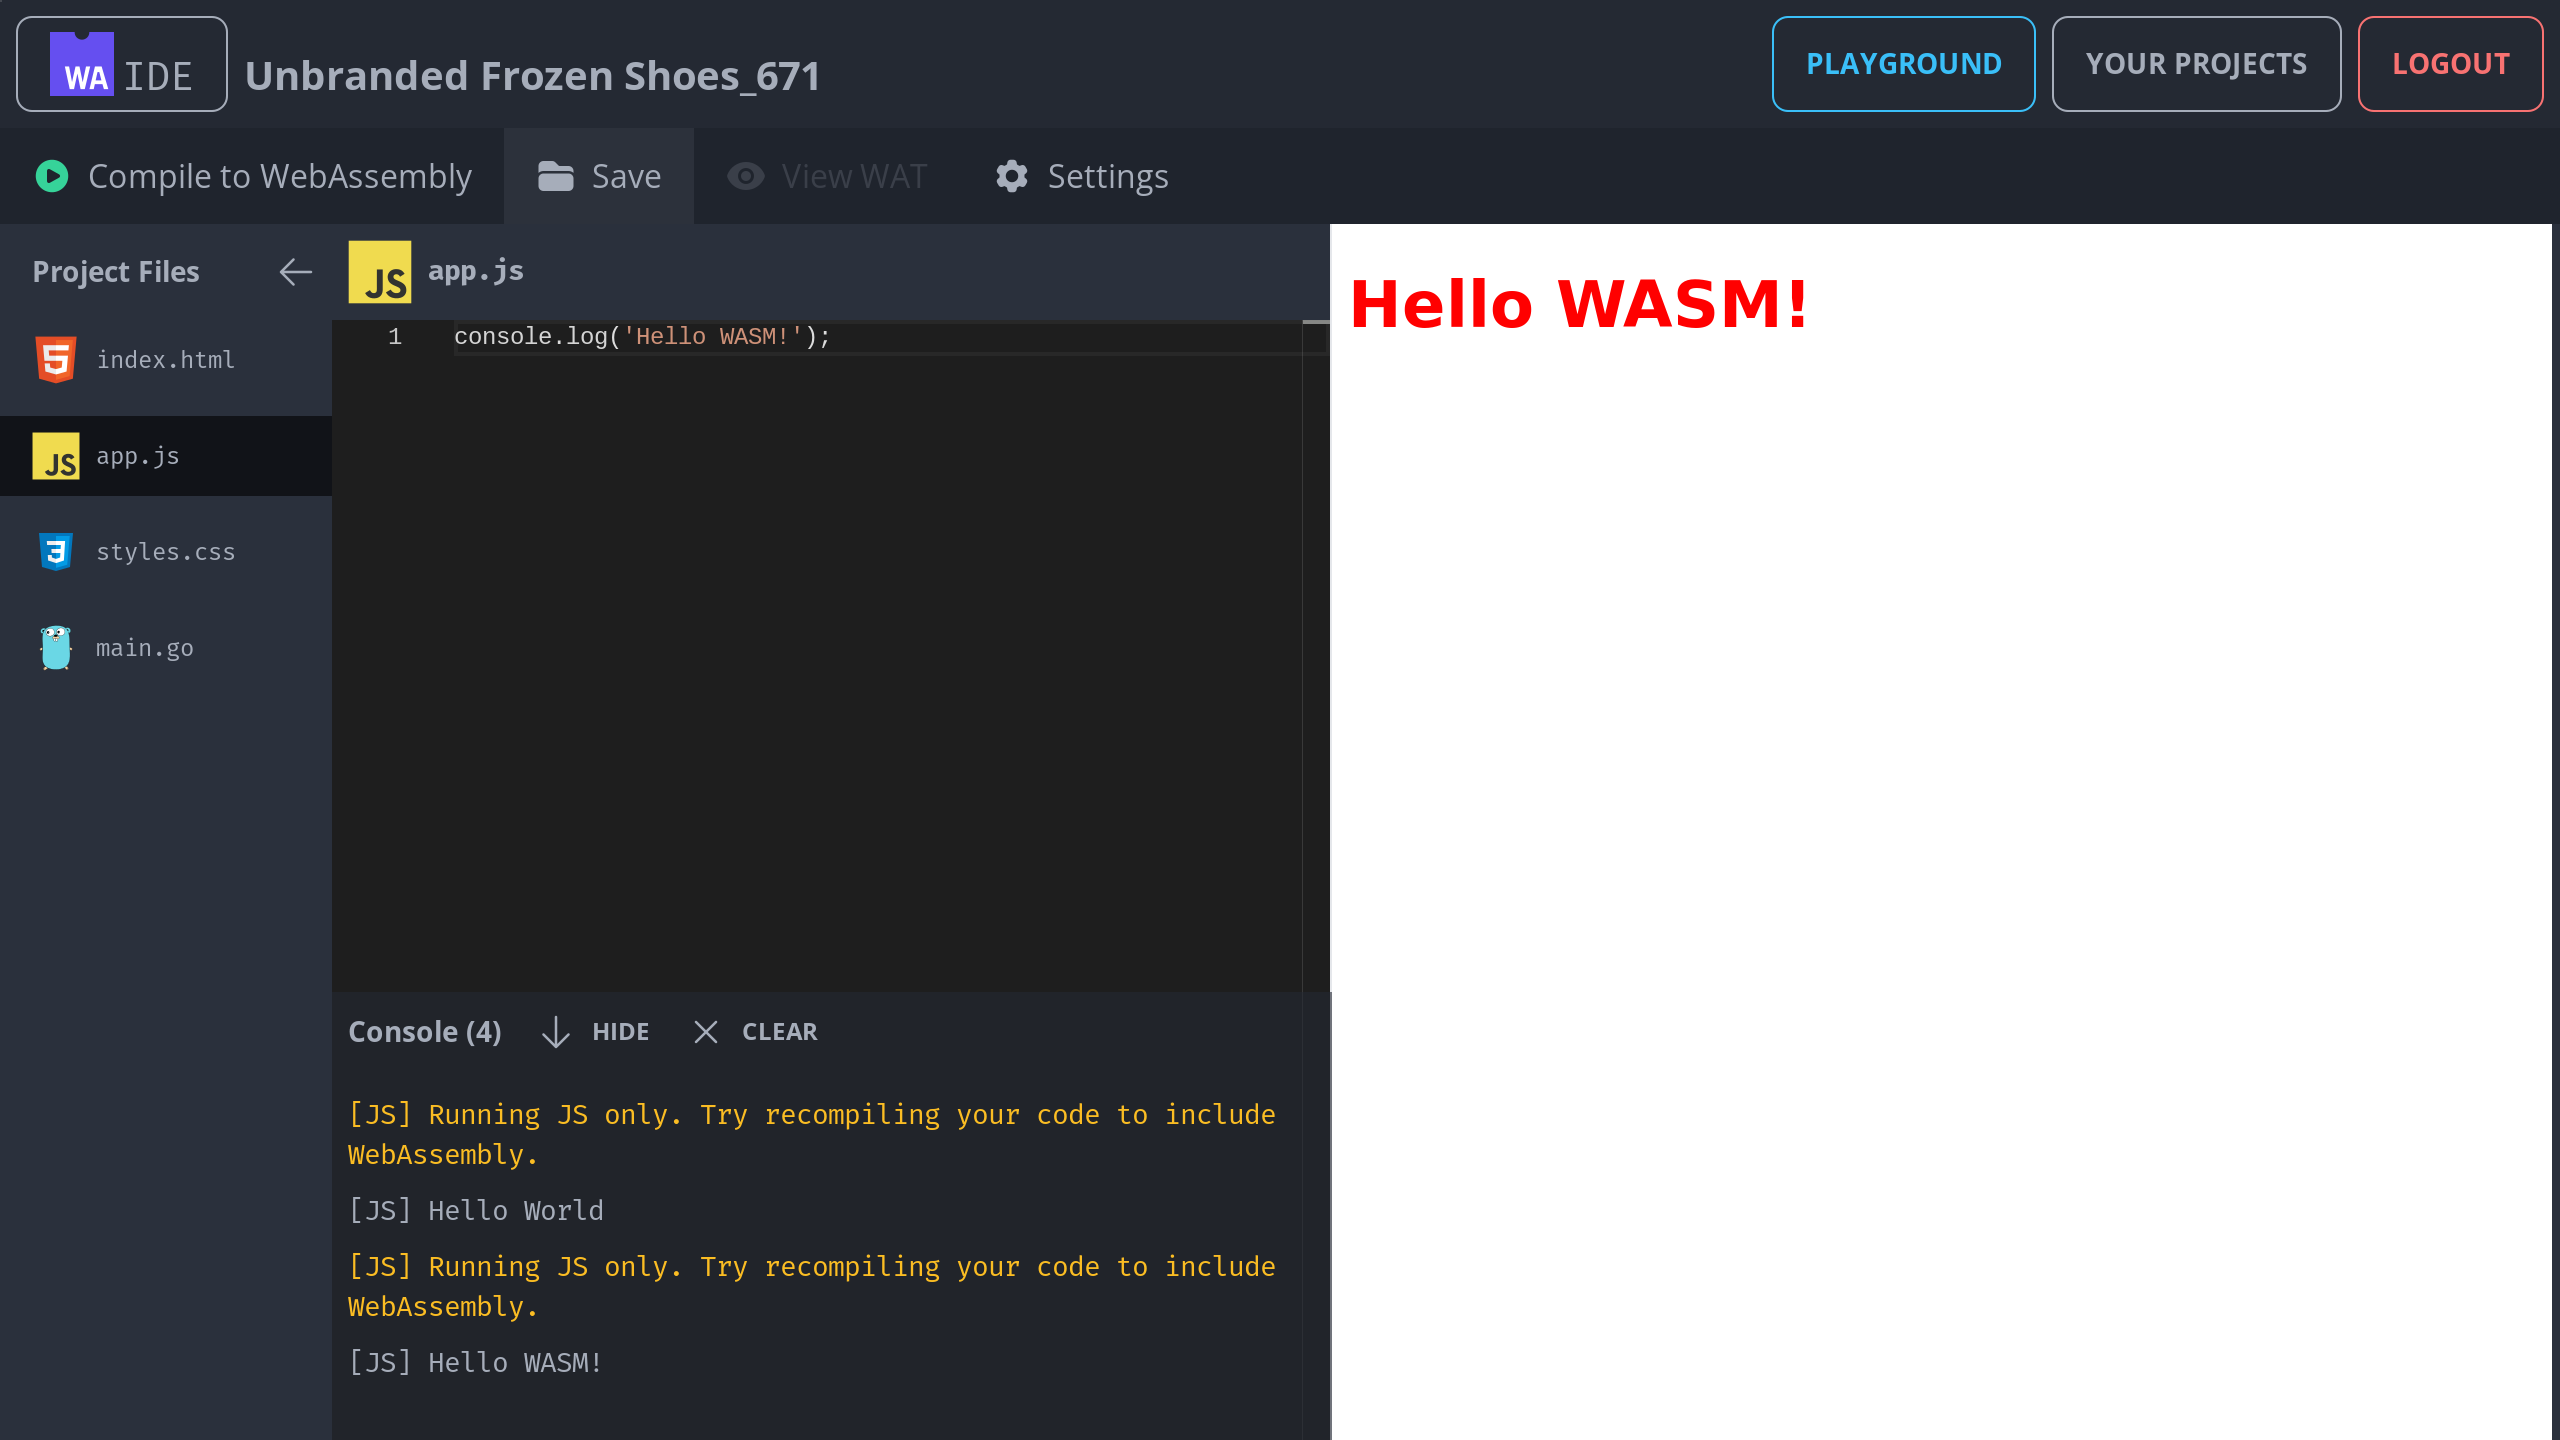 WA IDE Unbranded Frozen Shoes_671 PLAYGROUND YOUR PROJECTS LOGOUT
Compile to WebAssembly Save View WAT Settings
Project Files
index.html
JS app.js
styles.css
main.go
JS app.js
1 console.log('Hello WASM!');
Console (4) HIDE CLEAR
[JS] Running JS only. Try recompiling your code to include
WebAssembly.
[JS] Hello World
[JS] Running JS only. Try recompiling your code to include
WebAssembly.
[JS] Hello WASM!
Hello WASM!